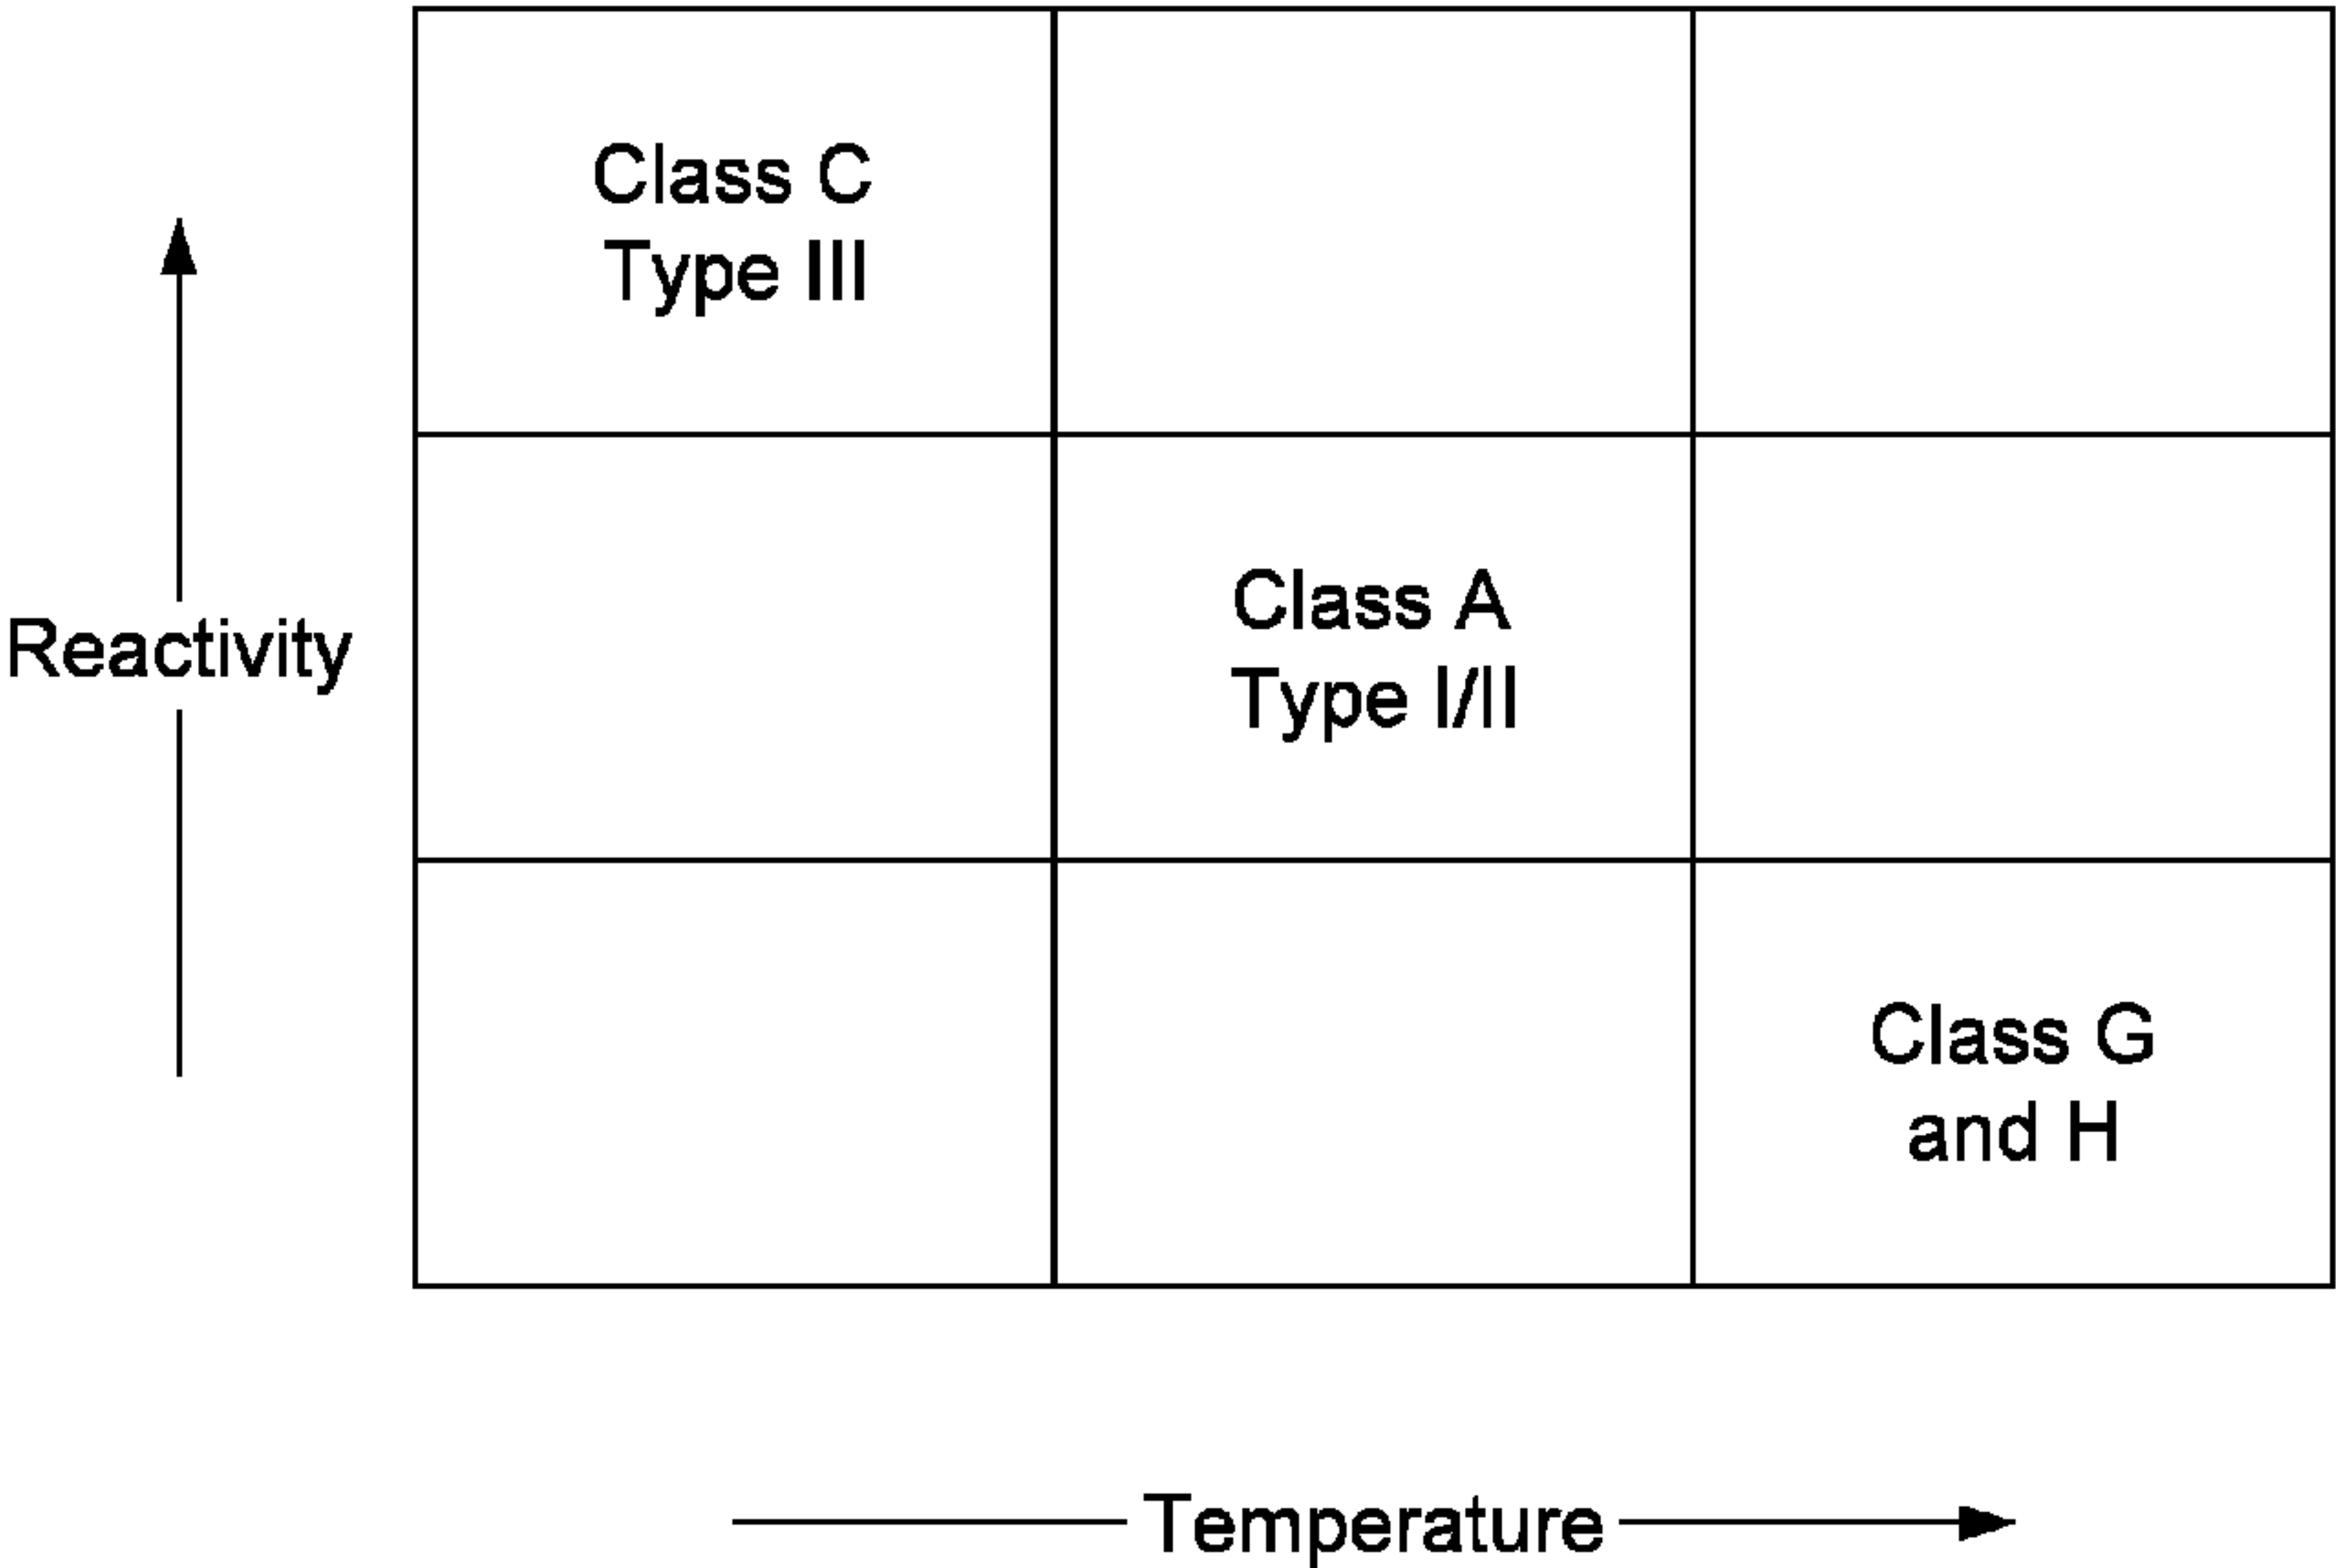 Class C
Type III
Reactivity
Class A
Type I/II
Class G
and H
Temperature